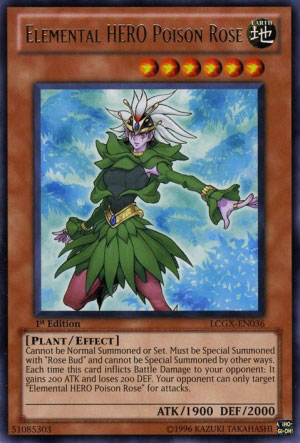 ELEMENTAL HERO POISON ROSE
EARTH
地
1st Edition
LCGX-EN036
[PLANT/EFFECT]
Cannot be Normal Summoned or Set. Must be Special Summoned
with "Rose Bud" and cannot be Special Summoned by other ways.
Each time this card inflicts Battle Damage to your opponent: It
gains 200 ATK and loses 200 DEF. Your opponent can only target
"Elemental HERO Poison Rose" for attacks.
ATK/1900 DEF/2000
51085303
©1996 KAZUKI TAKAHASHI